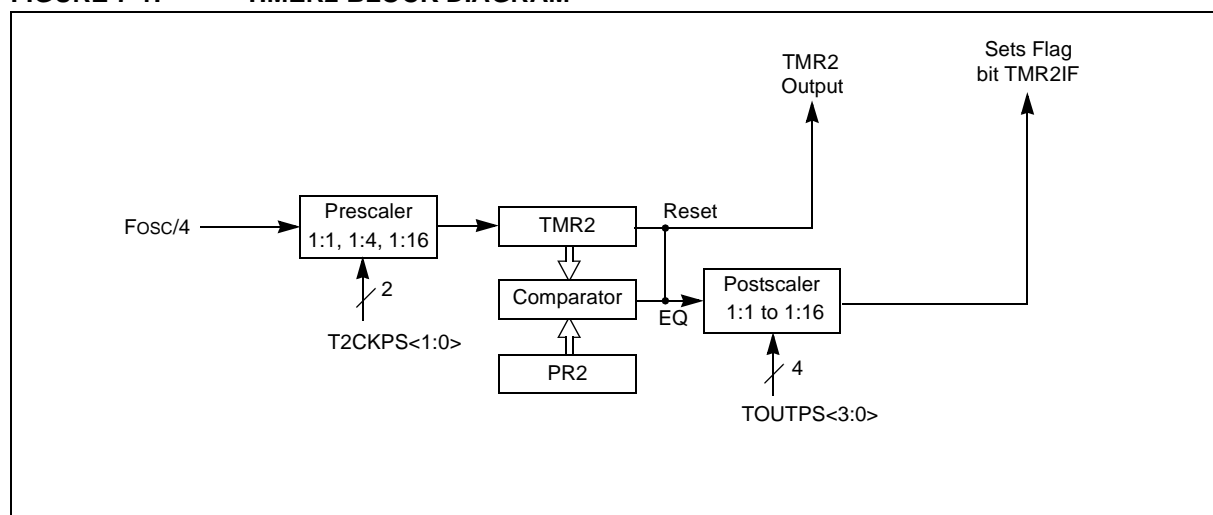 TMR2
Output
Sets Flag
bit TMR2IF
Fosc/4
Prescaler
1:1, 1:4, 1:16
2
T2CKPS<1:0>
TMR2
Reset
Comparator
EQ
PR2
Postscaler
1:1 to 1:16
4
TOUTPS<3:0>